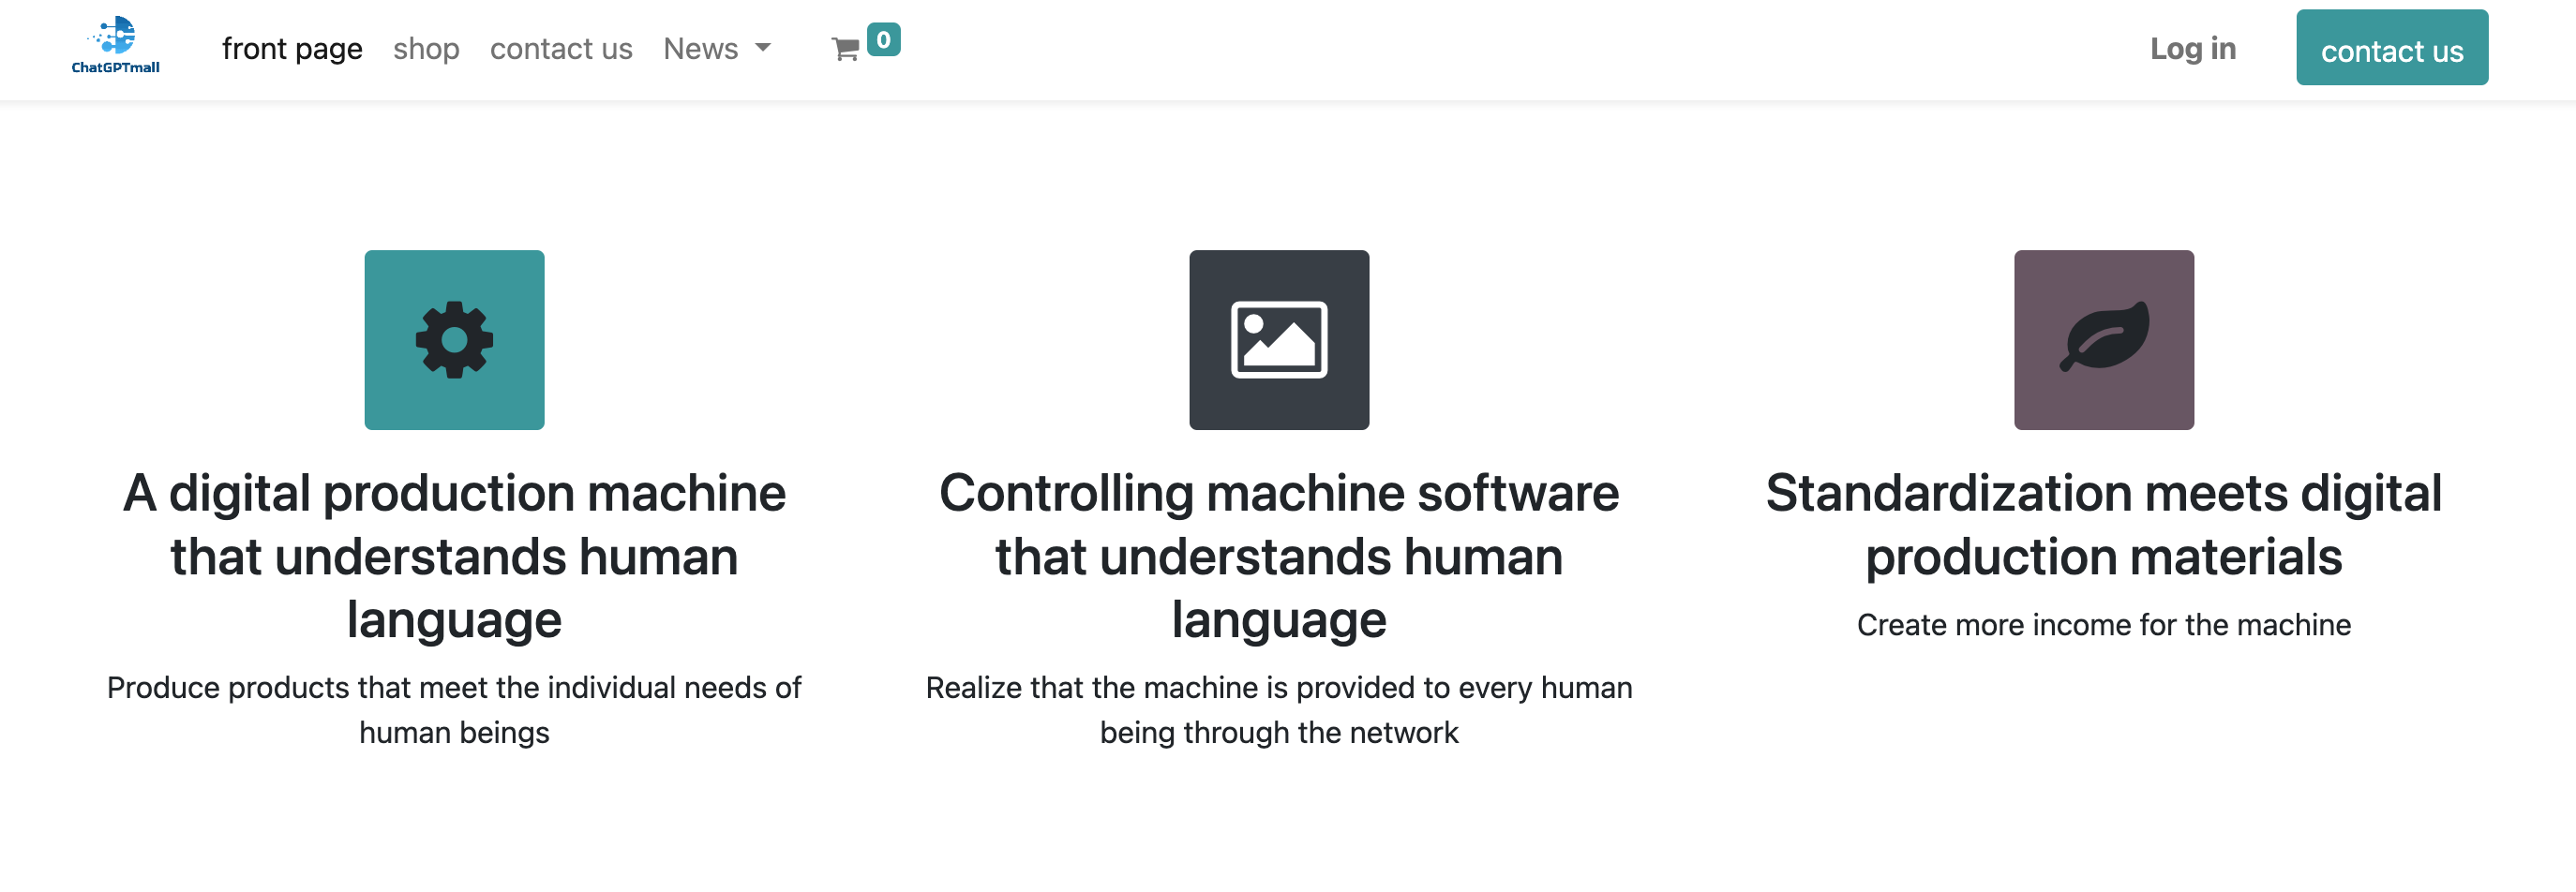 ChatGPTmall
front page
shop
contact us
News
0
Log in
contact us
A digital production machine
that understands human
language
Produce products that meet the individual needs of
human beings
Controlling machine software
that understands human
language
Realize that the machine is provided to every human
being through the network
Standardization meets digital
production materials
Create more income for the machine